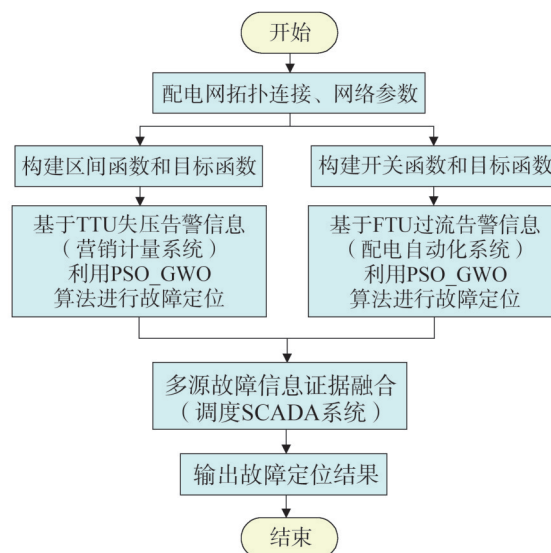 开始
配电网拓扑连接、网络参数
构建区间函数和目标函数
构建开关函数和目标函数
基于TTU失压告警信息
（营销计量系统）
利用PSO_GWO
算法进行故障定位
基于FTU过流告警信息
（配电自动化系统）
利用PSO_GWO
算法进行故障定位
多源故障信息证据融合
（调度SCADA系统）
输出故障定位结果
结束